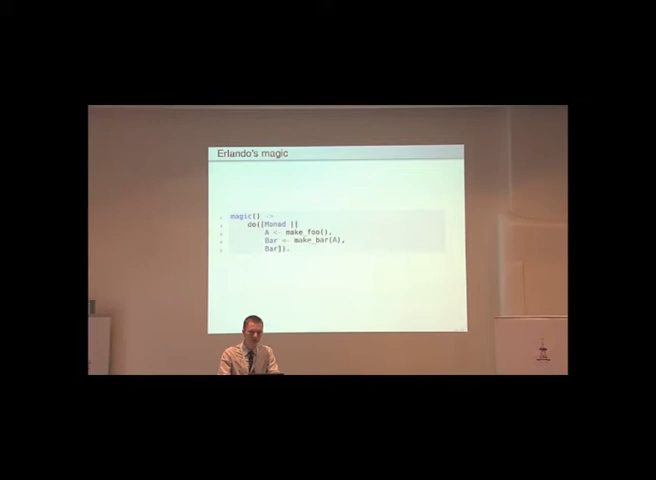 Erlando's magic
magic() ->
do([Monad ||
A <- make_foo(),
Bar <- make_bar(A),
Bar]).